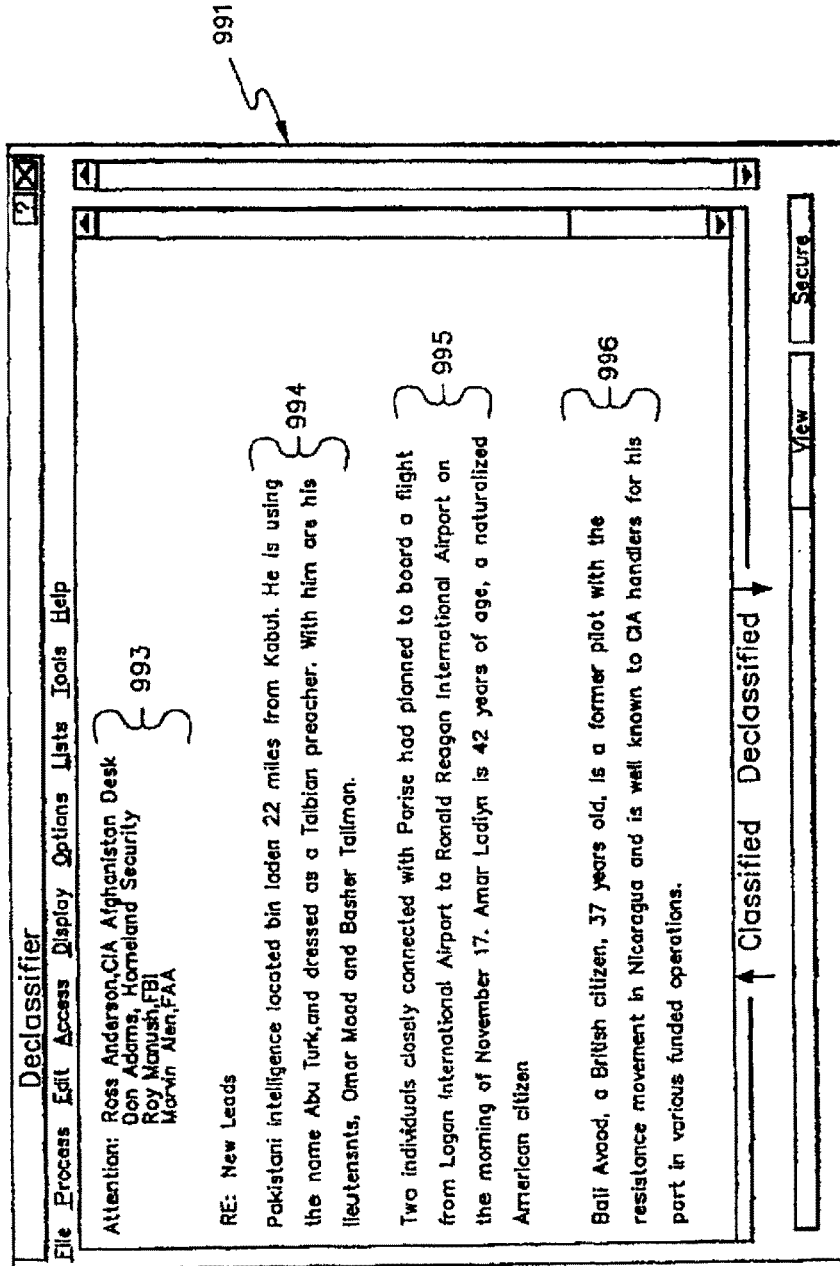 Declassifier
? X
File Process Edit Access Display Options Lists Tools Help
Attention: Ross Anderson,CIA Afghanistan Desk
Don Adams, Homeland Security
Roy Manush,FBI
Marvin Alen,FAA
993
RE: New Leads
Pakistani intelligence located bin laden 22 miles from Kabul. He is using
the name Abu Turk,and dressed as a Talbian preacher. With him are his
lieutensnts, Omar Maad and Basher Tallman.
994
Two individuals closely connected with Parise had planned to board a flight
from Logan International Airport to Ronald Reagan International Airport on
the morning of November 17. Amar Ladiyn is 42 years of age, a naturalized
American citizen
995
Bali Avood, a British citizen, 37 years old, is a former pilot with the
resistance movement in Nicaragua and is well known to CIA handlers for his
part in various funded operations.
996
Classified Declassified
View Secure
991